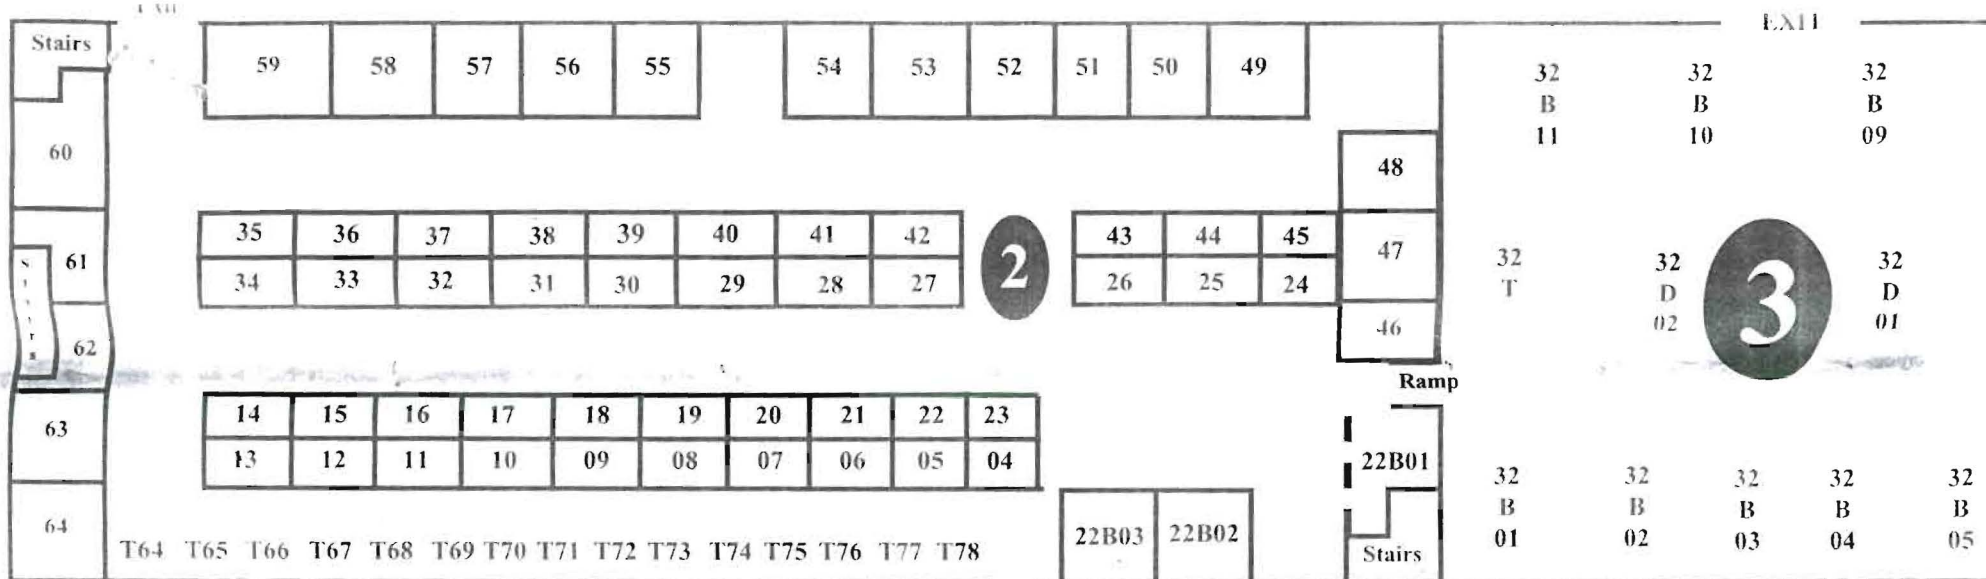 EXIT
EXIT
Stairs
59 58 57 56 55 54 53 52 51 50 49
32 32 32
B B B
11 10 09
60
48
35 36 37 38 39 40 41 42 43 44 45
47
61
34 33 32 31 30 29 28 27 26 25 24
2
32 32 32
T D D
02 01
3
Stairs
46
62
Ramp
14 15 16 17 18 19 20 21 22 23
63
13 12 11 10 09 08 07 06 05 04
22B01
32 32 32 32 32
B B B B B
01 02 03 04 05
64
22B03 22B02
T64 T65 T66 T67 T68 T69 T70 T71 T72 T73 T74 T75 T76 T77 T78
Stairs